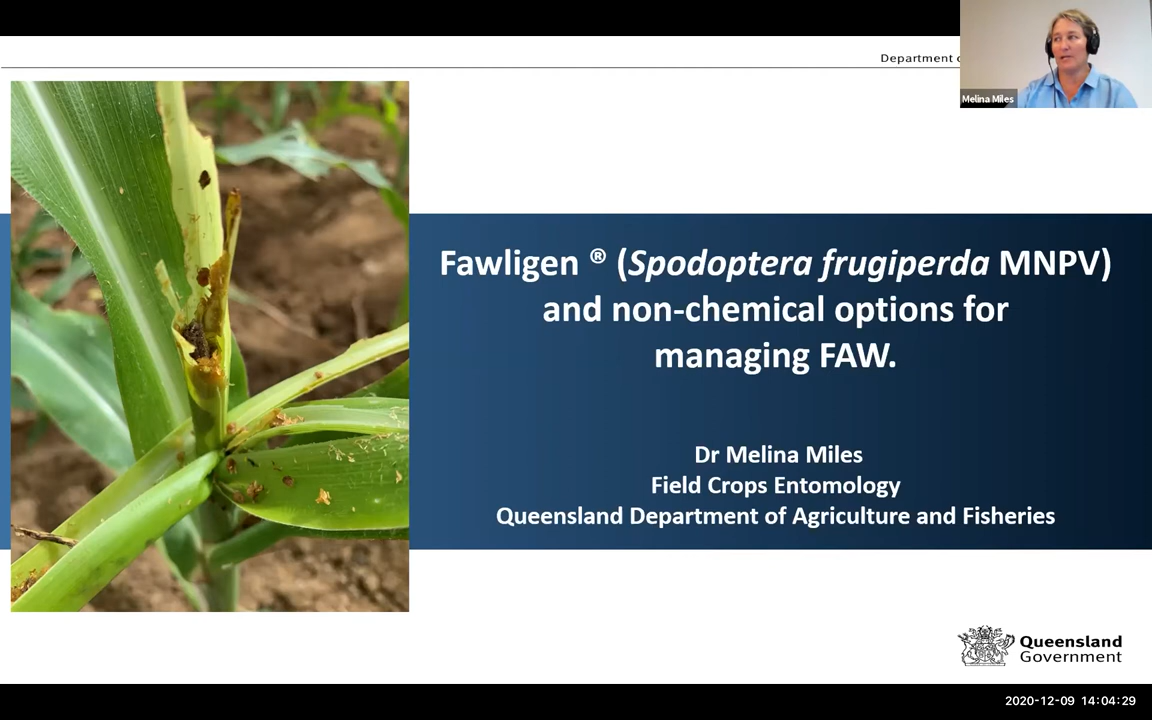 Department
Melina Miles
Fawligen ® (Spodoptera frugiperda MNPV)
and non-chemical options for
managing FAW.
Dr Melina Miles
Field Crops Entomology
Queensland Department of Agriculture and Fisheries
Queensland
Government
2020-12-09 14:04:29